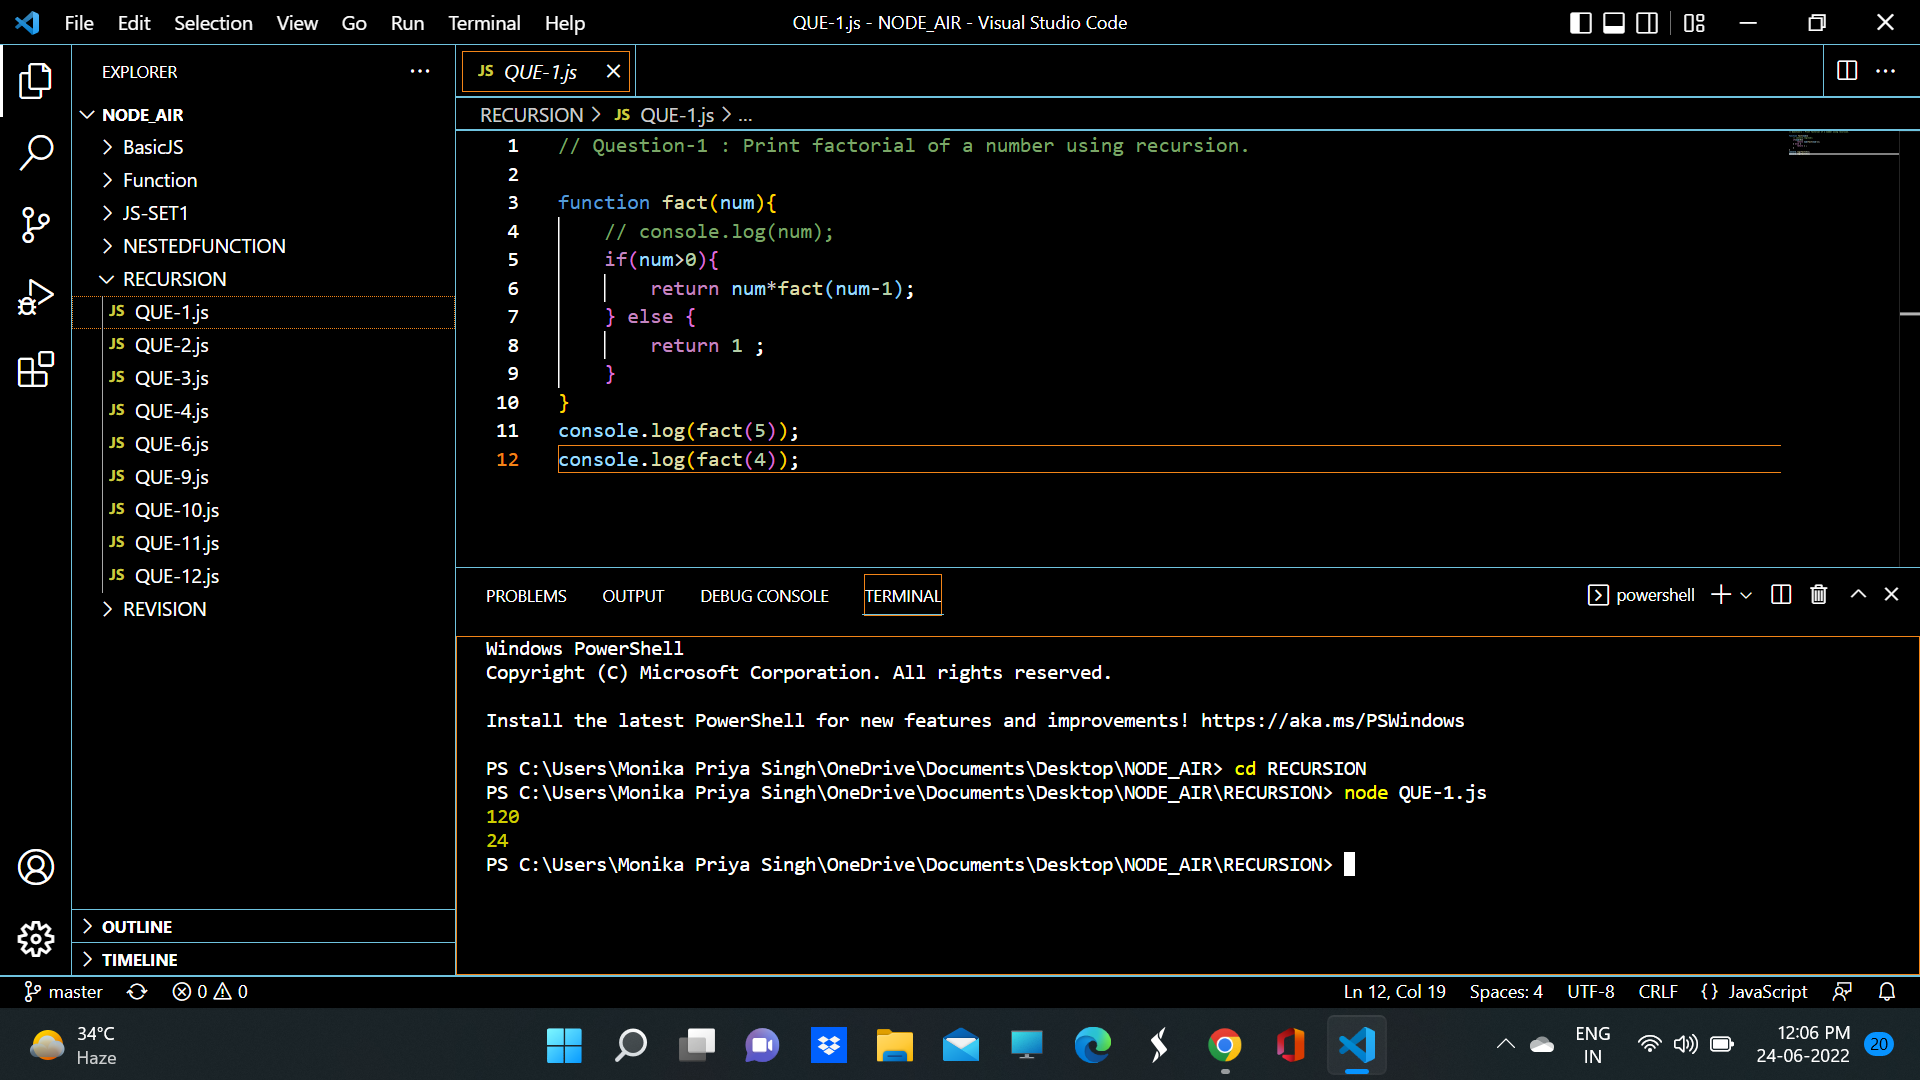 File Edit Selection View Go Run Terminal Help
QUE-1.js - NODE_AIR - Visual Studio Code
EXPLORER
NODE_AIR
BasicJS
Function
JS-SET1
NESTEDFUNCTION
RECURSION
JS QUE-1.js
JS QUE-2.js
JS QUE-3.js
JS QUE-4.js
JS QUE-6.js
JS QUE-9.js
JS QUE-10.js
JS QUE-11.js
JS QUE-12.js
REVISION
OUTLINE
TIMELINE
JS QUE-1.js
RECURSION > JS QUE-1.js > ...
1 // Question-1 : Print factorial of a number using recursion.
2
3 function fact(num){
4 // console.log(num);
5 if(num>0){
6 return num*fact(num-1);
7 } else {
8 return 1 ;
9 }
10 }
11 console.log(fact(5));
12 console.log(fact(4));
PROBLEMS OUTPUT DEBUG CONSOLE TERMINAL
powershell
Windows PowerShell
Copyright (C) Microsoft Corporation. All rights reserved.
Install the latest PowerShell for new features and improvements! https://aka.ms/PSWindows
PS C:\Users\Monika Priya Singh\OneDrive\Documents\Desktop\NODE_AIR> cd RECURSION
PS C:\Users\Monika Priya Singh\OneDrive\Documents\Desktop\NODE_AIR\RECURSION> node QUE-1.js
120
24
PS C:\Users\Monika Priya Singh\OneDrive\Documents\Desktop\NODE_AIR\RECURSION>
master 0 0
Ln 12, Col 19 Spaces: 4 UTF-8 CRLF {} JavaScript
34°C
Haze
ENG
IN
12:06 PM
24-06-2022
20